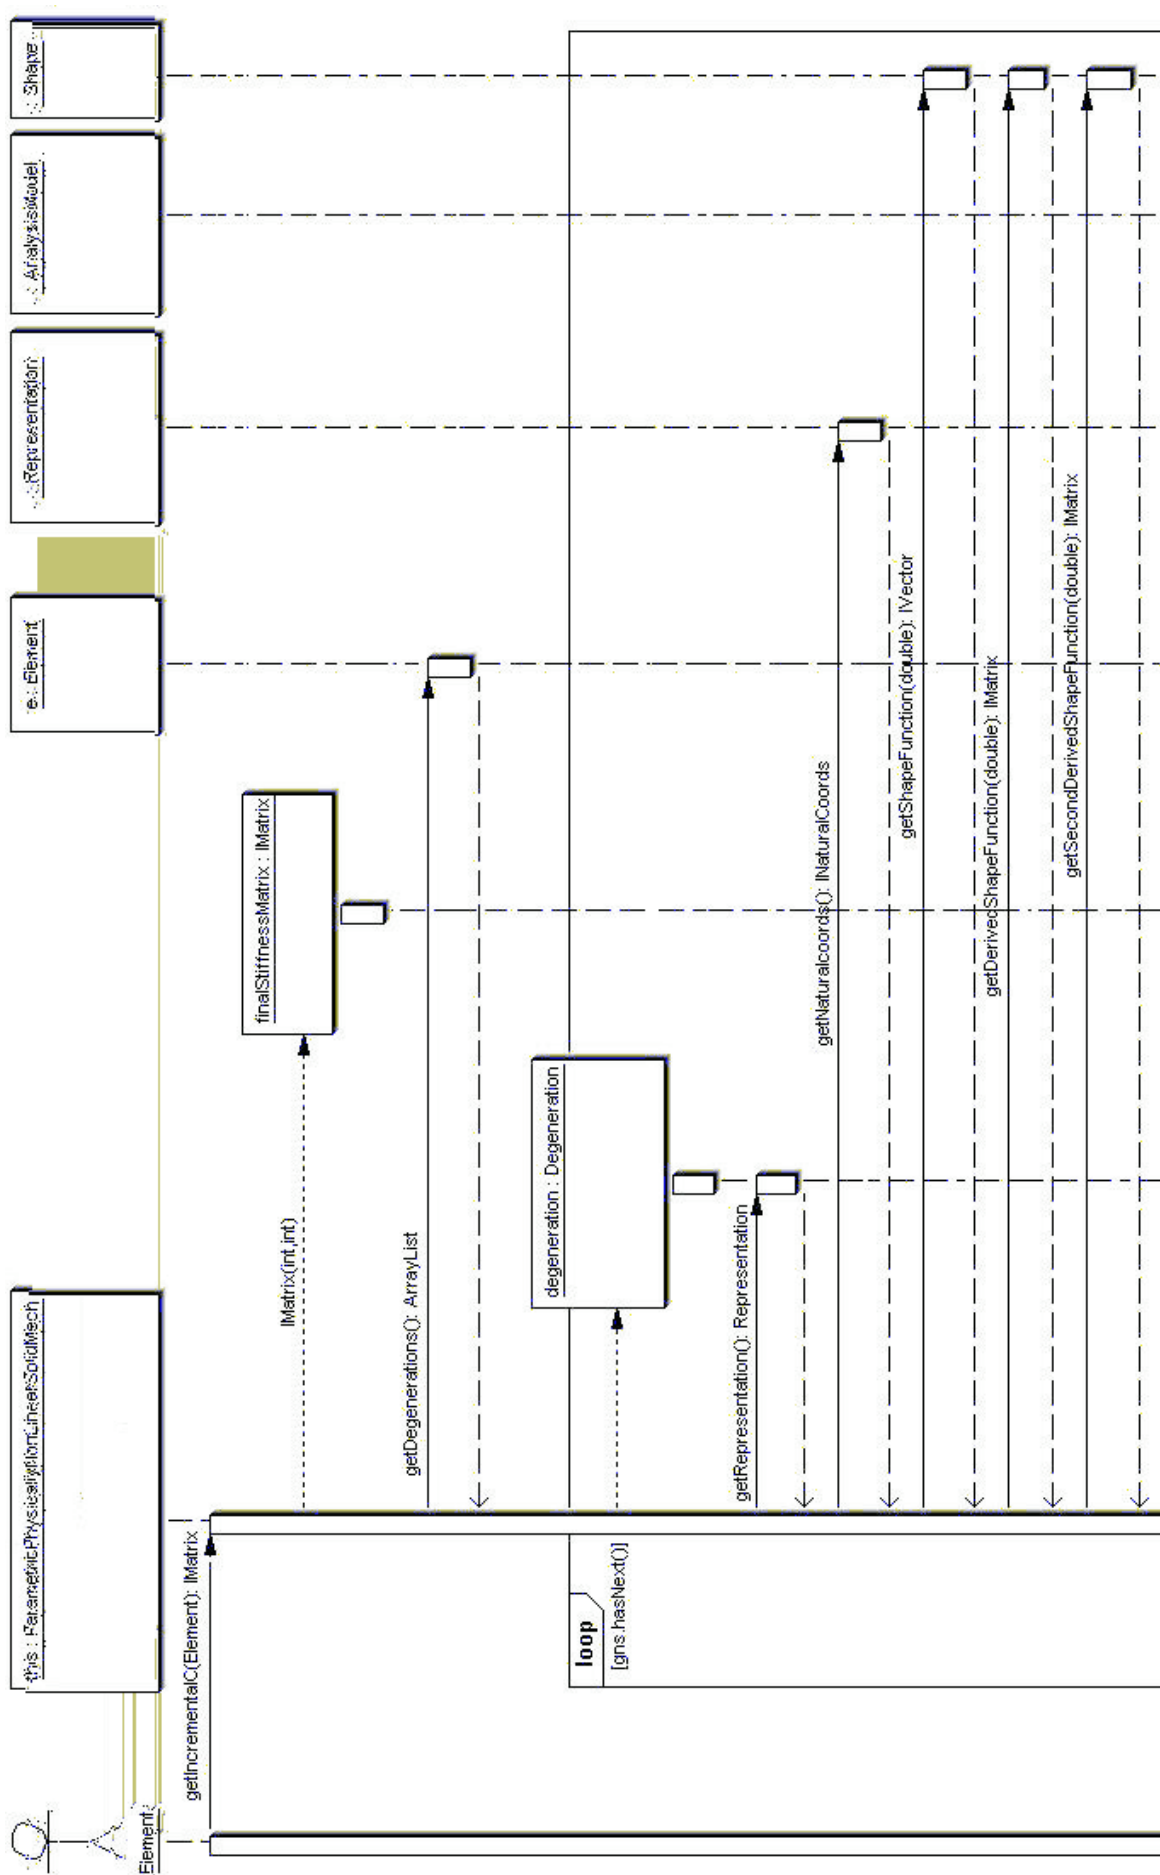 Element
this : ParametricPhysicallyNonLinearSolidMech
e : Element
: Representation
: AnalysisModel
: Shape
getIncrementalC(Element): IMatrix
IMatrix(int,int)
finalStiffnessMatrix : IMatrix
getDegenerations(): ArrayList
loop
[gns.hasNext()]
degeneration : Degeneration
getRepresentation(): Representation
getNaturalcoords(): INaturalCoords
getShapeFunction(double): IVector
getDerivedShapeFunction(double): IMatrix
getSecondDerivedShapeFunction(double): IMatrix